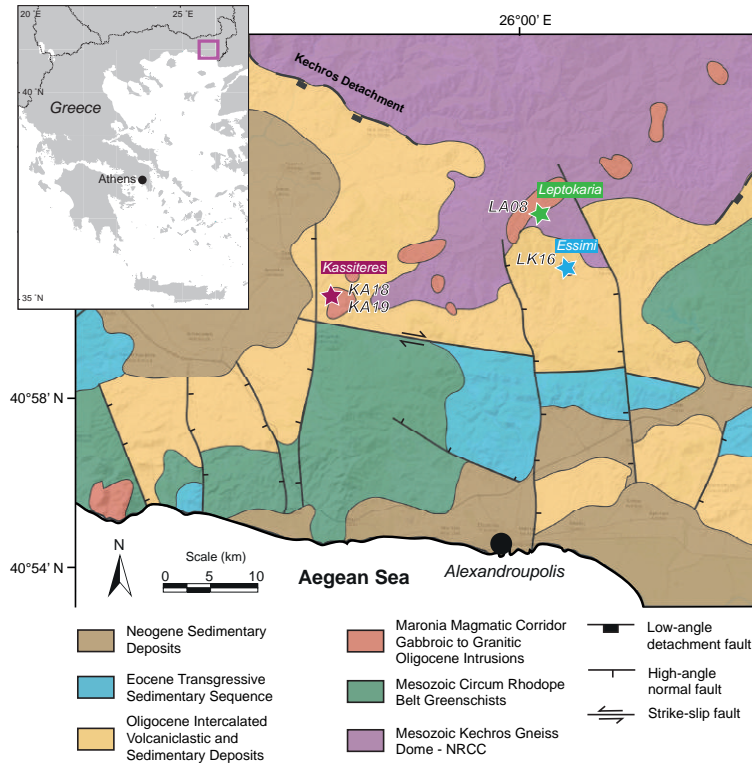 20° E
25° E
26°00' E
40° N
Greece
Athens
35° N
Kechros Detachment
Leptokaria
LA08
Essimi
LK16
Kassiteres
KA18
KA19
40°58' N
40°54' N
N
Scale (km)
0 5 10
Aegean Sea
Alexandroupolis
Neogene Sedimentary
Deposits
Eocene Transgressive
Sedimentary Sequence
Oligocene Intercalated
Volcaniclastic and
Sedimentary Deposits
Maronia Magmatic Corridor
Gabbroic to Granitic
Oligocene Intrusions
Mesozoic Circum Rhodope
Belt Greenschists
Mesozoic Kechros Gneiss
Dome - NRCC
Low-angle
detachment fault
High-angle
normal fault
Strike-slip fault